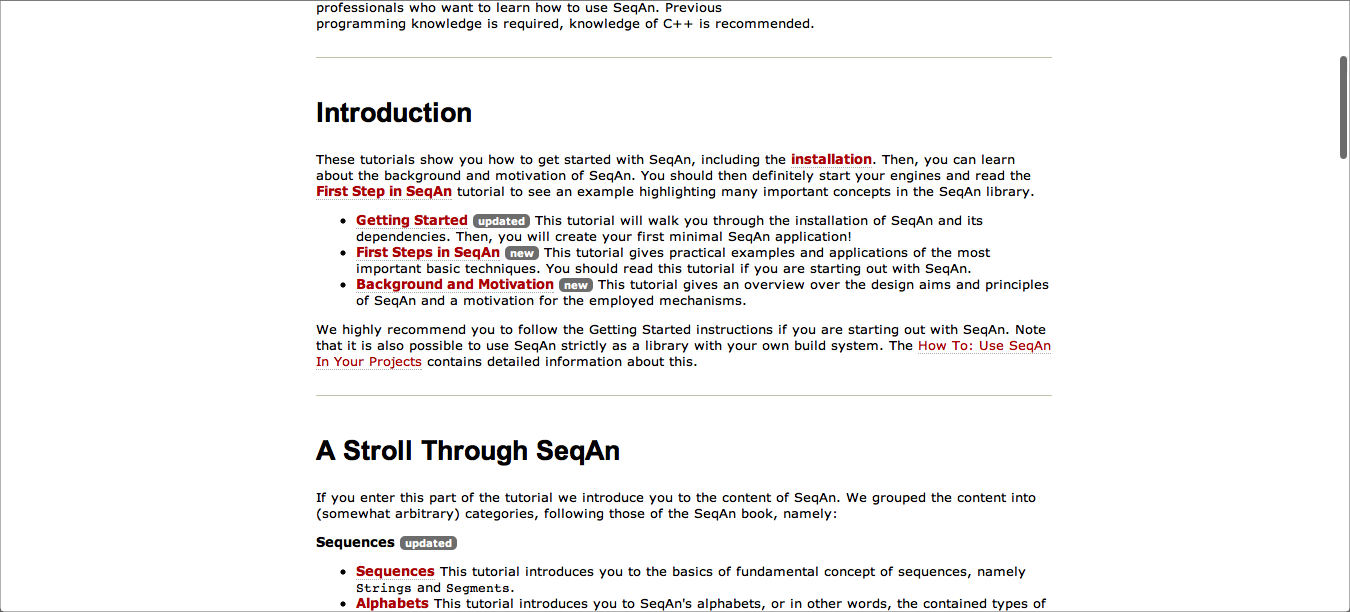 professionals who want to learn how to use SeqAn. Previous
programming knowledge is required, knowledge of C++ is recommended.
Introduction
These tutorials show you how to get started with SeqAn, including the installation. Then, you can learn
about the background and motivation of SeqAn. You should then definitely start your engines and read the
First Step in SeqAn tutorial to see an example highlighting many important concepts in the SeqAn library.
• Getting Started updated This tutorial will walk you through the installation of SeqAn and its
dependencies. Then, you will create your first minimal SeqAn application!
• First Steps in SeqAn new This tutorial gives practical examples and applications of the most
important basic techniques. You should read this tutorial if you are starting out with SeqAn.
• Background and Motivation new This tutorial gives an overview over the design aims and principles
of SeqAn and a motivation for the employed mechanisms.
We highly recommend you to follow the Getting Started instructions if you are starting out with SeqAn. Note
that it is also possible to use SeqAn strictly as a library with your own build system. The How To: Use SeqAn
In Your Projects contains detailed information about this.
A Stroll Through SeqAn
If you enter this part of the tutorial we introduce you to the content of SeqAn. We grouped the content into
(somewhat arbitrary) categories, following those of the SeqAn book, namely:
Sequences updated
• Sequences This tutorial introduces you to the basics of fundamental concept of sequences, namely
Strings and Segments.
• Alphabets This tutorial introduces you to SeqAn's alphabets, or in other words, the contained types of